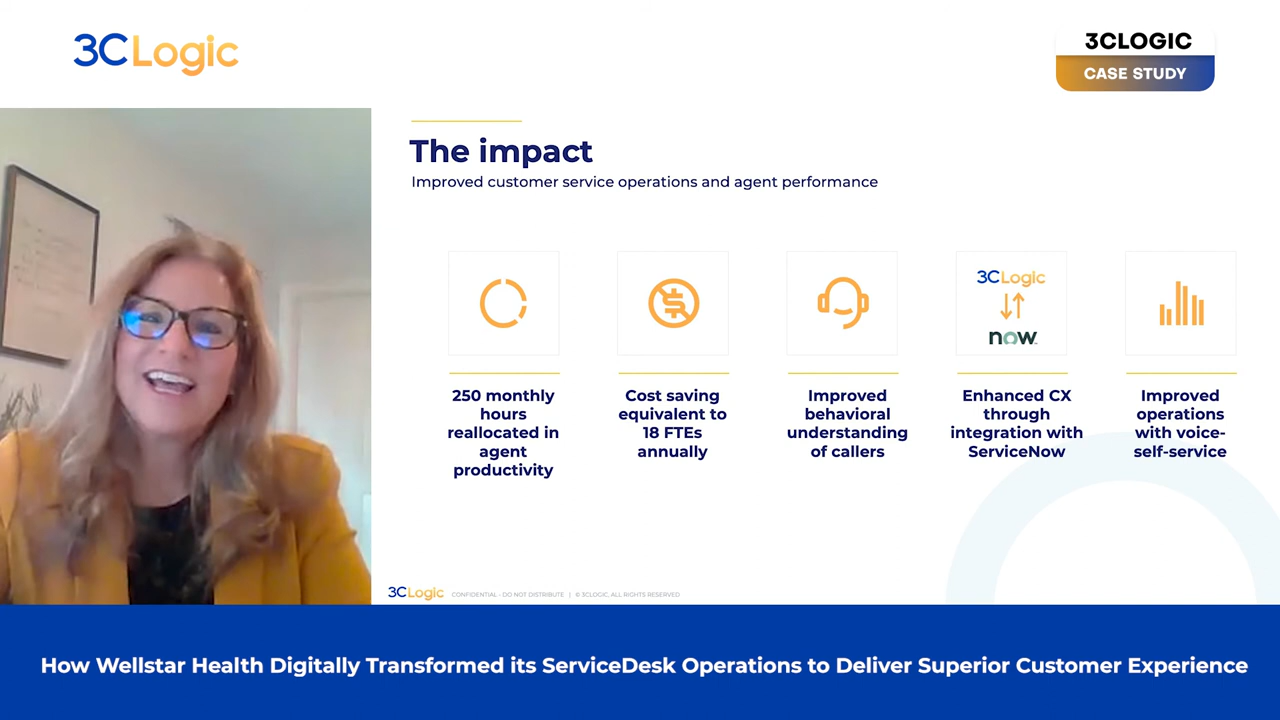 3CLogic
3CLOGIC
CASE STUDY
The impact
Improved customer service operations and agent performance
250 monthly
hours
reallocated in
agent
productivity
Cost saving
equivalent to
18 FTEs
annually
Improved
behavioral
understanding
of callers
3CLogic
now
Enhanced CX
through
integration with
ServiceNow
Improved
operations
with voice-
self-service
3CLogic CONFIDENTIAL - DO NOT DISTRIBUTE | © 3CLOGIC, ALL RIGHTS RESERVED
How Wellstar Health Digitally Transformed its ServiceDesk Operations to Deliver Superior Customer Experience